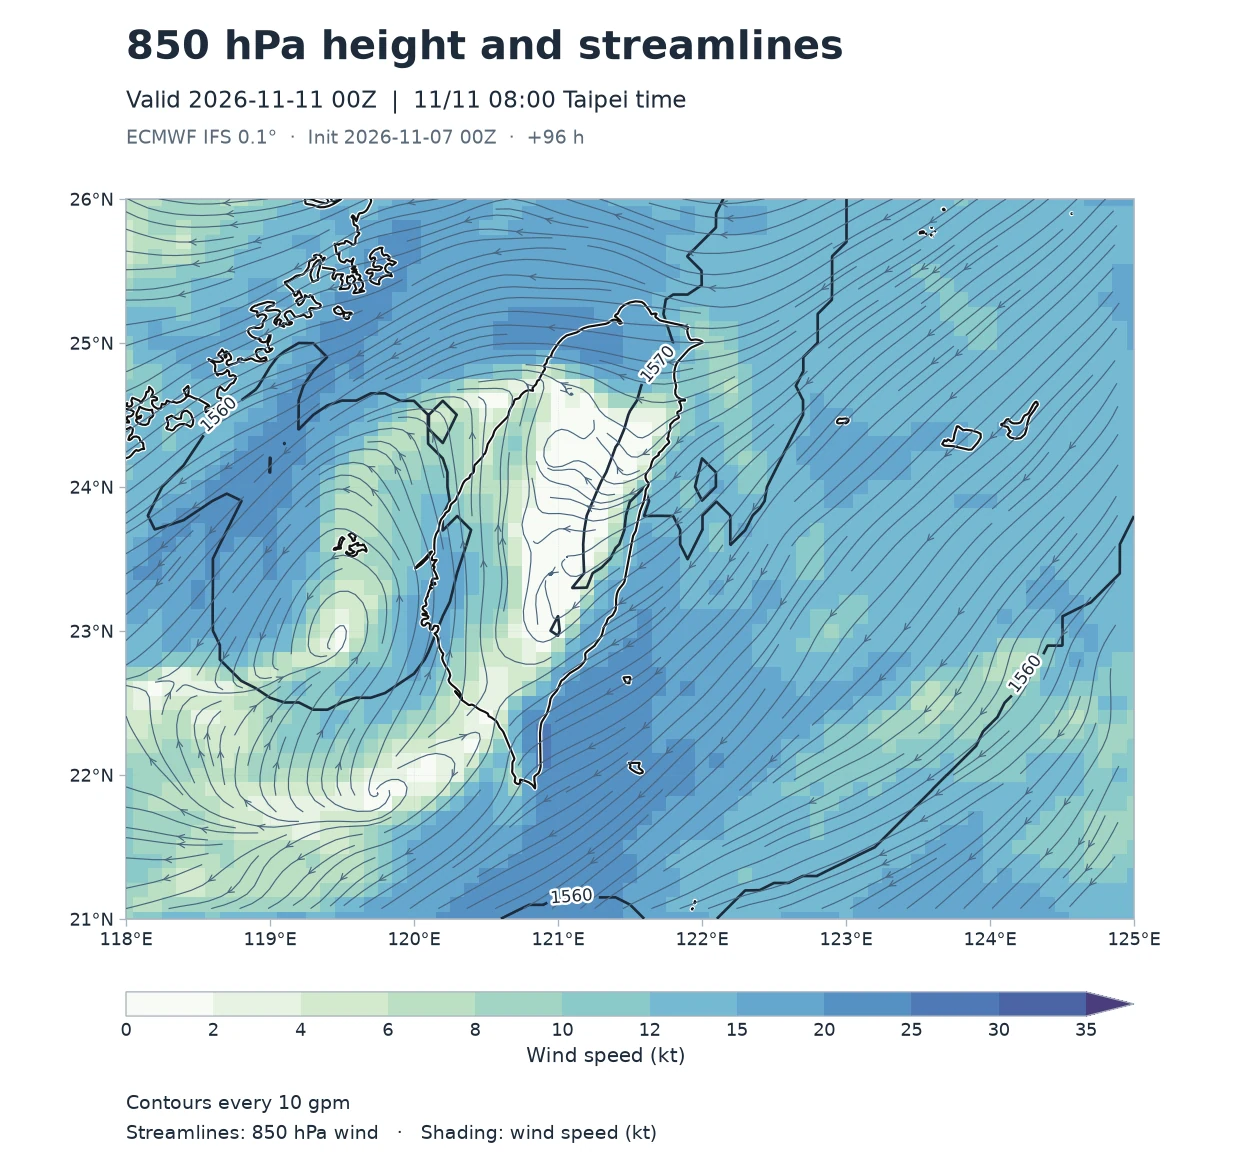 850 hPa height and streamlines
Valid 2026-11-11 00Z | 11/11 08:00 Taipei time
ECMWF IFS 0.1° · Init 2026-11-07 00Z · +96 h
26°N
25°N
1570
1560
24°N
23°N
1560
22°N
1560
21°N
118°E 119°E 120°E 121°E 122°E 123°E 124°E 125°E
0 2 4 6 8 10 12 15 20 25 30 35
Wind speed (kt)
Contours every 10 gpm
Streamlines: 850 hPa wind · Shading: wind speed (kt)